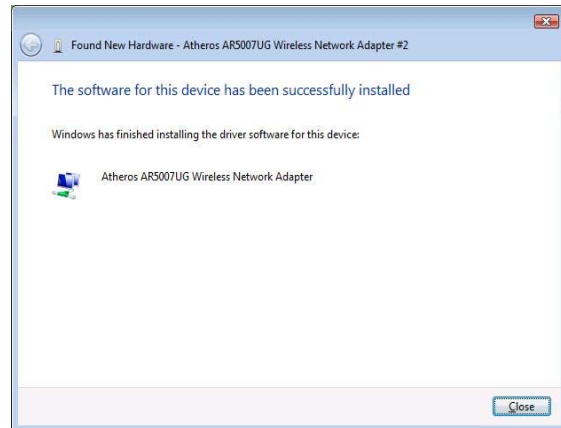 Found New Hardware - Atheros AR5007UG Wireless Network Adapter #2
The software for this device has been successfully installed
Windows has finished installing the driver software for this device:
Atheros AR5007UG Wireless Network Adapter
Close